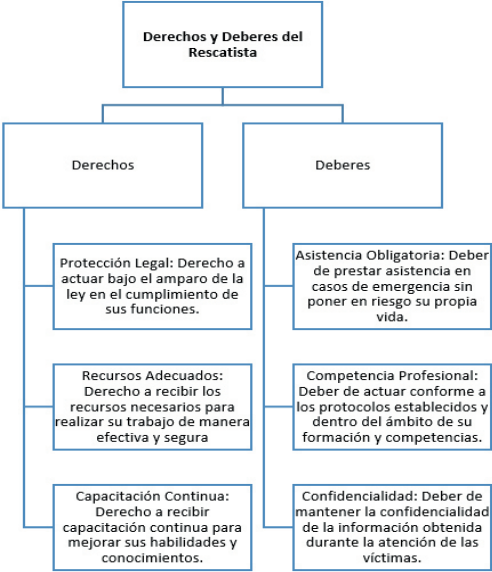 Derechos y Deberes del
Rescatista
Derechos
Protección Legal: Derecho a
actuar bajo el amparo de la
ley en el cumplimiento de
sus funciones.
Recursos Adecuados:
Derecho a recibir los
recursos necesarios para
realizar su trabajo de manera
efectiva y segura
Capacitación Continua:
Derecho a recibir
capacitación continua para
mejorar sus habilidades y
conocimientos.
Deberes
Asistencia Obligatoria: Deber
de prestar asistencia en
casos de emergencia sin
poner en riesgo su propia
vida.
Competencia Profesional:
Deber de actuar conforme a
los protocolos establecidos y
dentro del ámbito de su
formación y competencias.
Confidencialidad: Deber de
mantener la confidencialidad
de la información obtenida
durante la atención de las
víctimas.